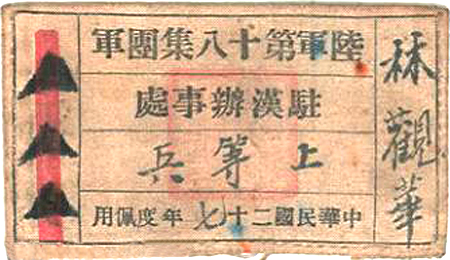 林觀華
陸軍第十八集團軍
駐漢辦事處
上等兵
中華民國二十七年度佩用